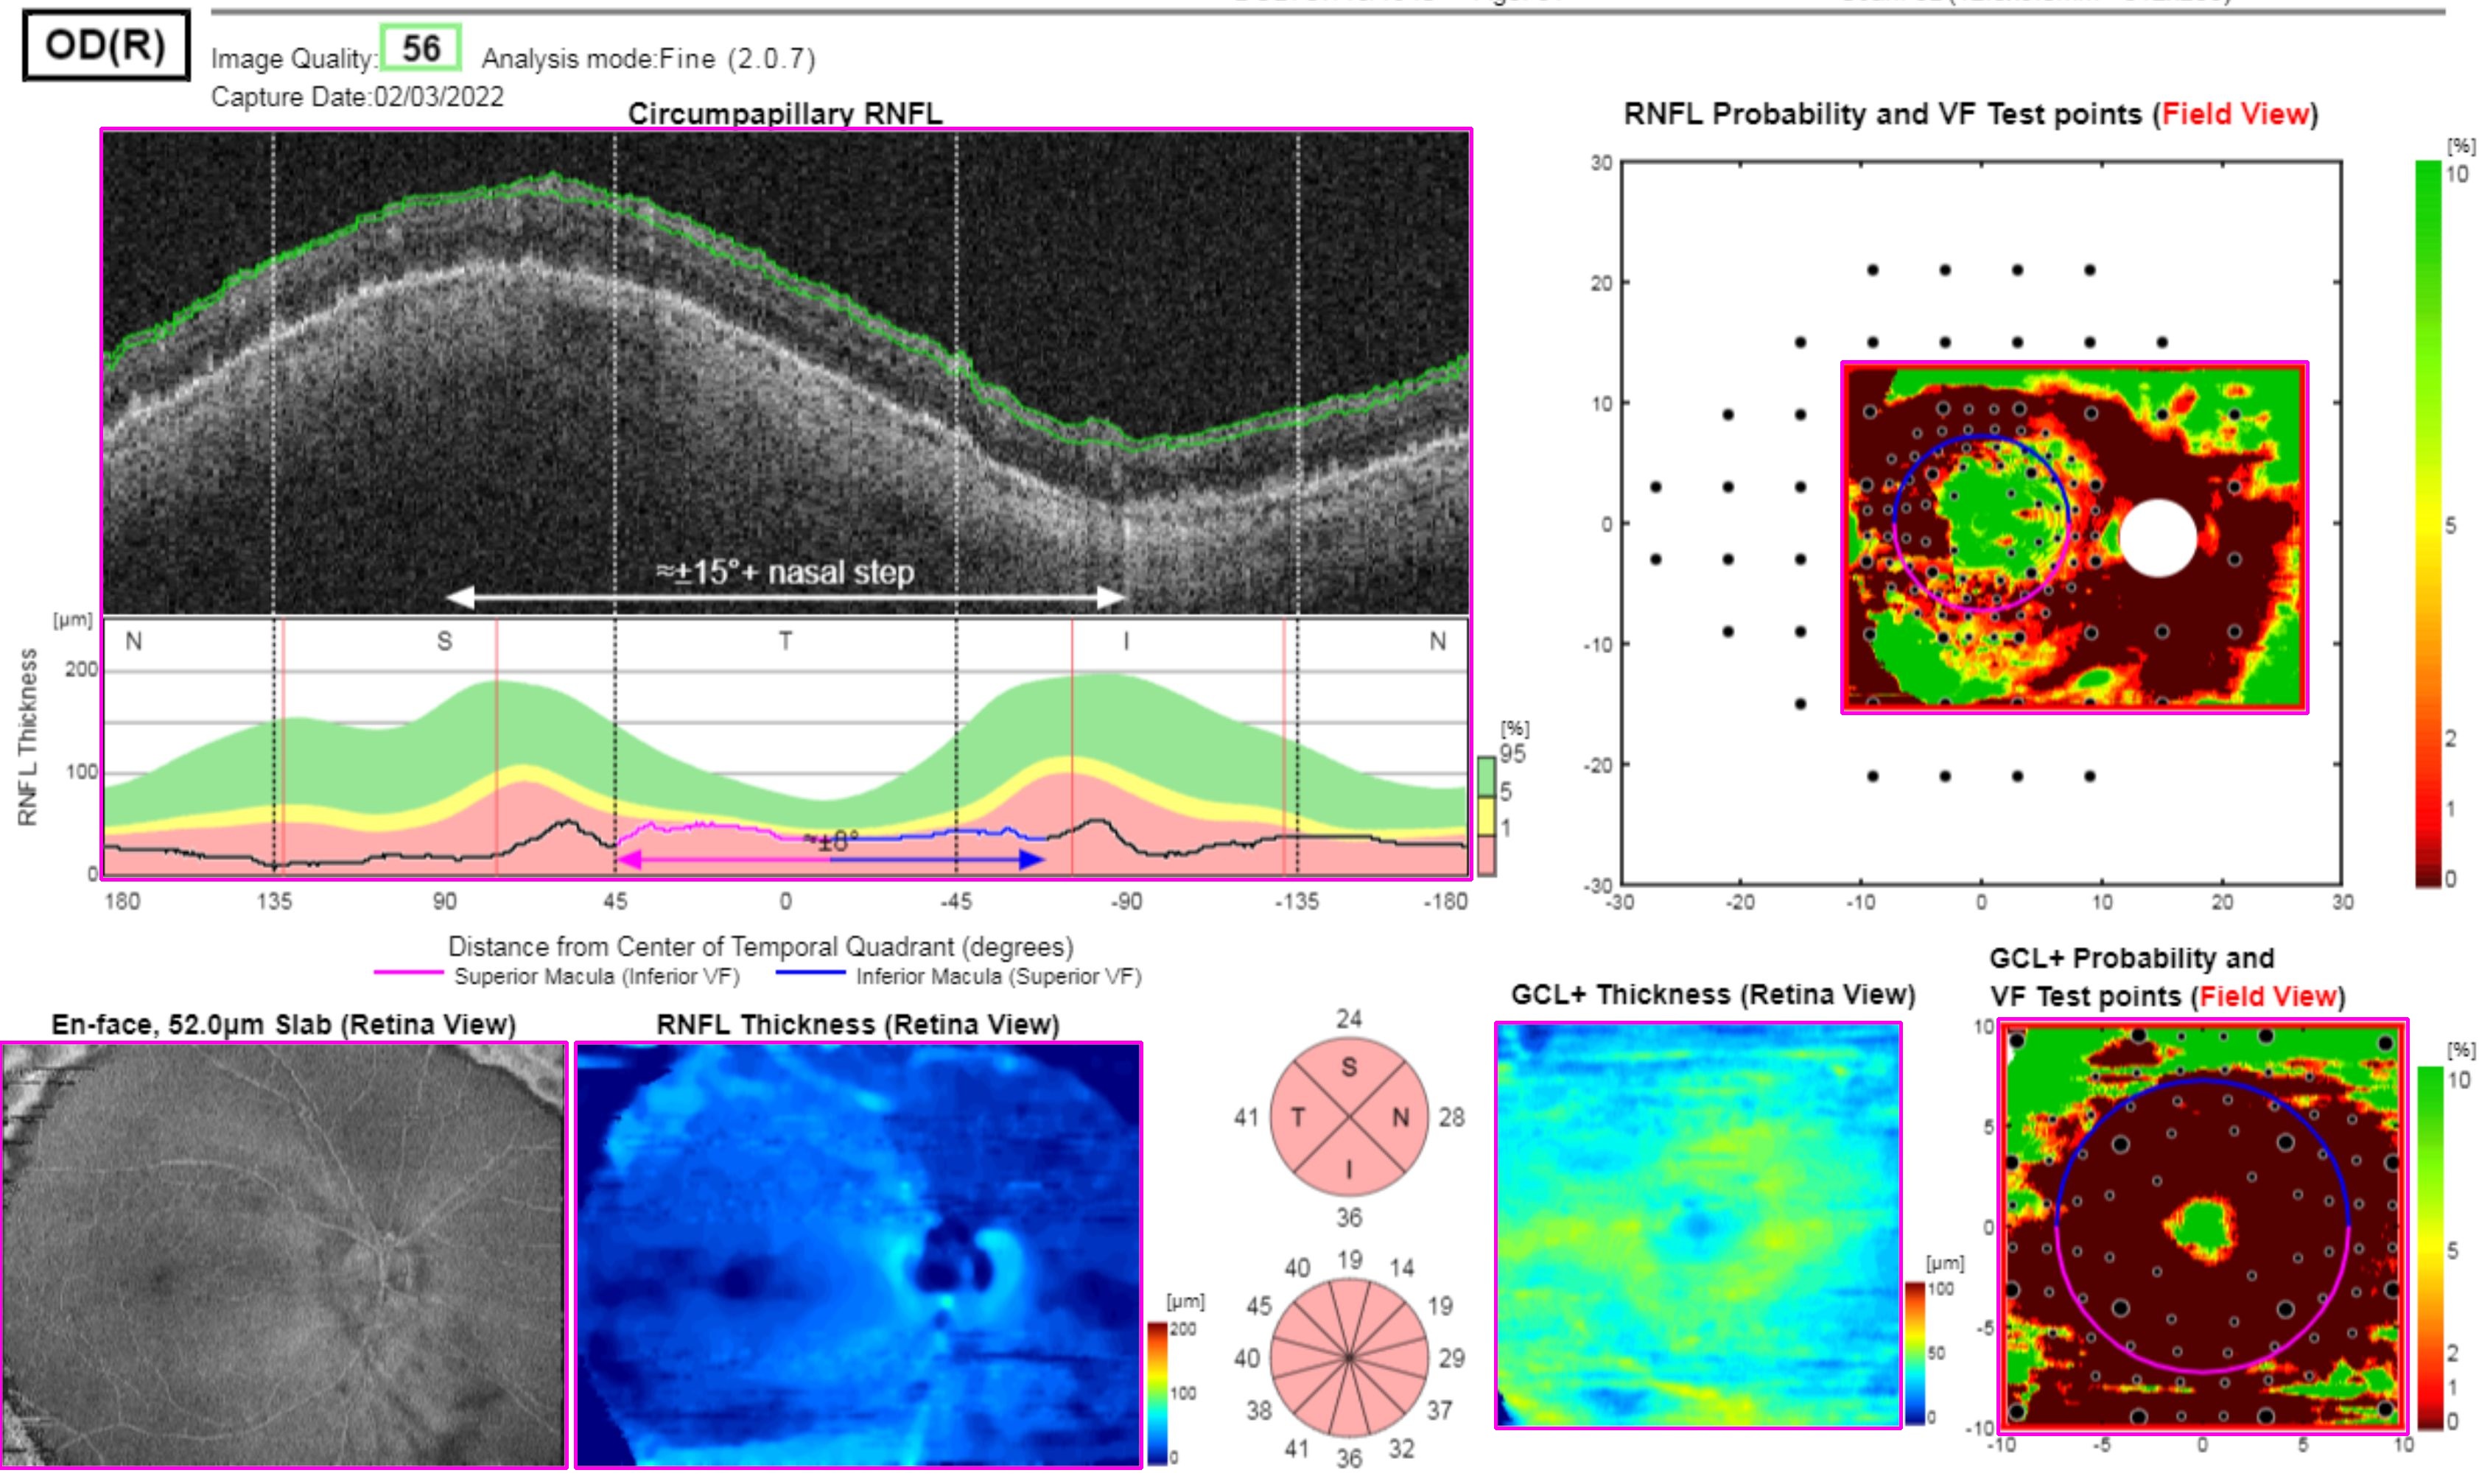 OD(R)
Image Quality: 56 Analysis mode:Fine (2.0.7)
Capture Date:02/03/2022
Circumpapillary RNFL
≈±15°+ nasal step
[µm]
N S T I N
RNFL Thickness
200
100
0
≈±8°
[%]
95
5
1
180 135 90 45 0 -45 -90 -135 -180
Distance from Center of Temporal Quadrant (degrees)
Superior Macula (Inferior VF) Inferior Macula (Superior VF)
RNFL Probability and VF Test points (Field View)
30
20
10
0
-10
-20
-30
-30 -20 -10 0 10 20 30
[%]
10
5
2
1
0
En-face, 52.0µm Slab (Retina View)
RNFL Thickness (Retina View)
[µm]
200
100
0
24
S
41 T N 28
I
36
40 19 14
45 19
40 29
38 37
41 36 32
GCL+ Thickness (Retina View)
[µm]
100
50
0
GCL+ Probability and
VF Test points (Field View)
10
5
0
-5
-10
-10 -5 0 5 10
[%]
10
5
2
1
0